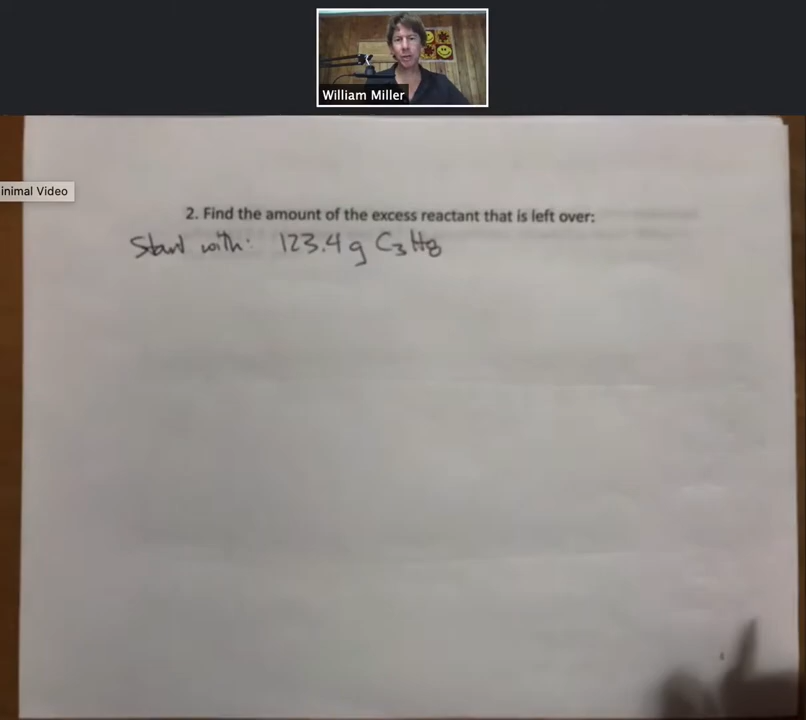 William Miller
inimal Video
2. Find the amount of the excess reactant that is left over:
Start with: 123.4 g C₃H₈